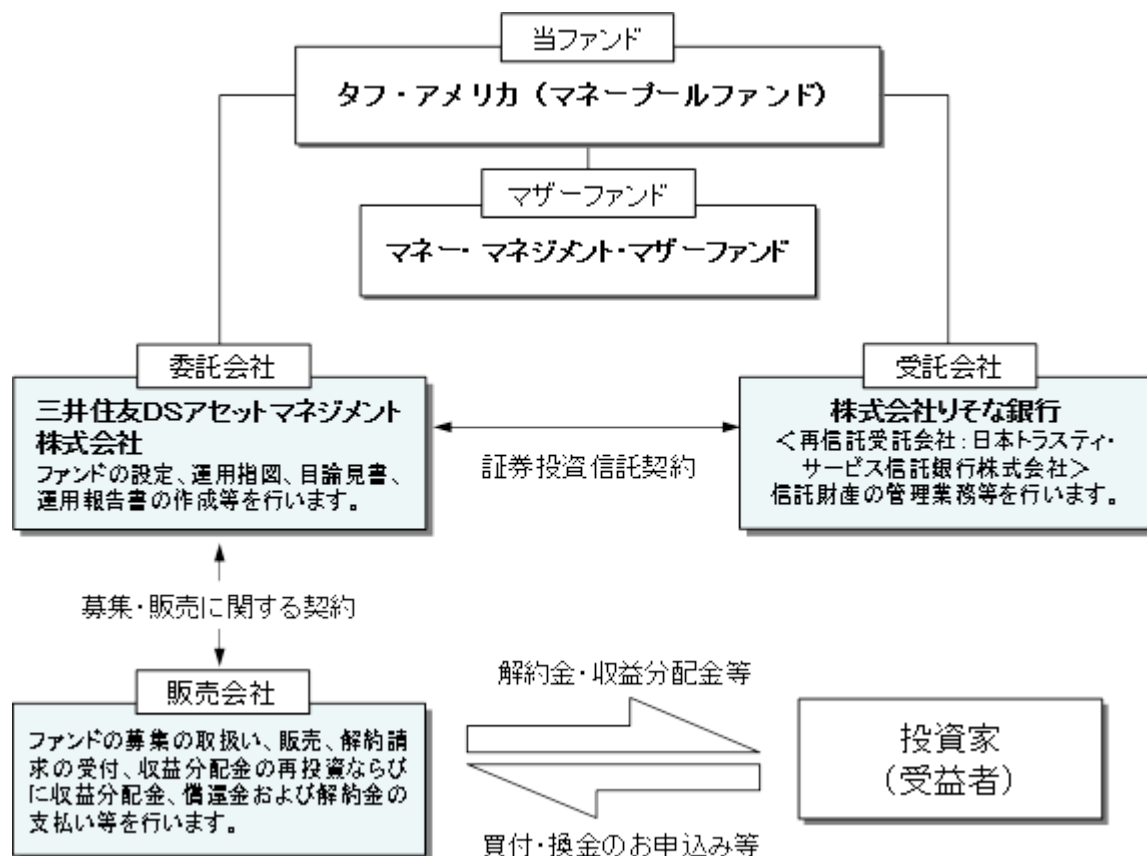 当ファンド
タフ・アメリカ（マネープールファンド）
マザーファンド
マネー・マネジメント・マザーファンド
委託会社
三井住友DSアセットマネジメント
株式会社
ファンドの設定、運用指図、目論見書、
運用報告書の作成等を行います。
証券投資信託契約
受託会社
株式会社りそな銀行
＜再信託受託会社：日本トラスティ・
サービス信託銀行株式会社＞
信託財産の管理業務等を行います。
募集・販売に関する契約
販売会社
ファンドの募集の取扱い、販売、解約請
求の受付、収益分配金の再投資ならび
に収益分配金、償還金および解約金の
支払い等を行います。
解約金・収益分配金等
買付・換金のお申込み等
投資家
（受益者）